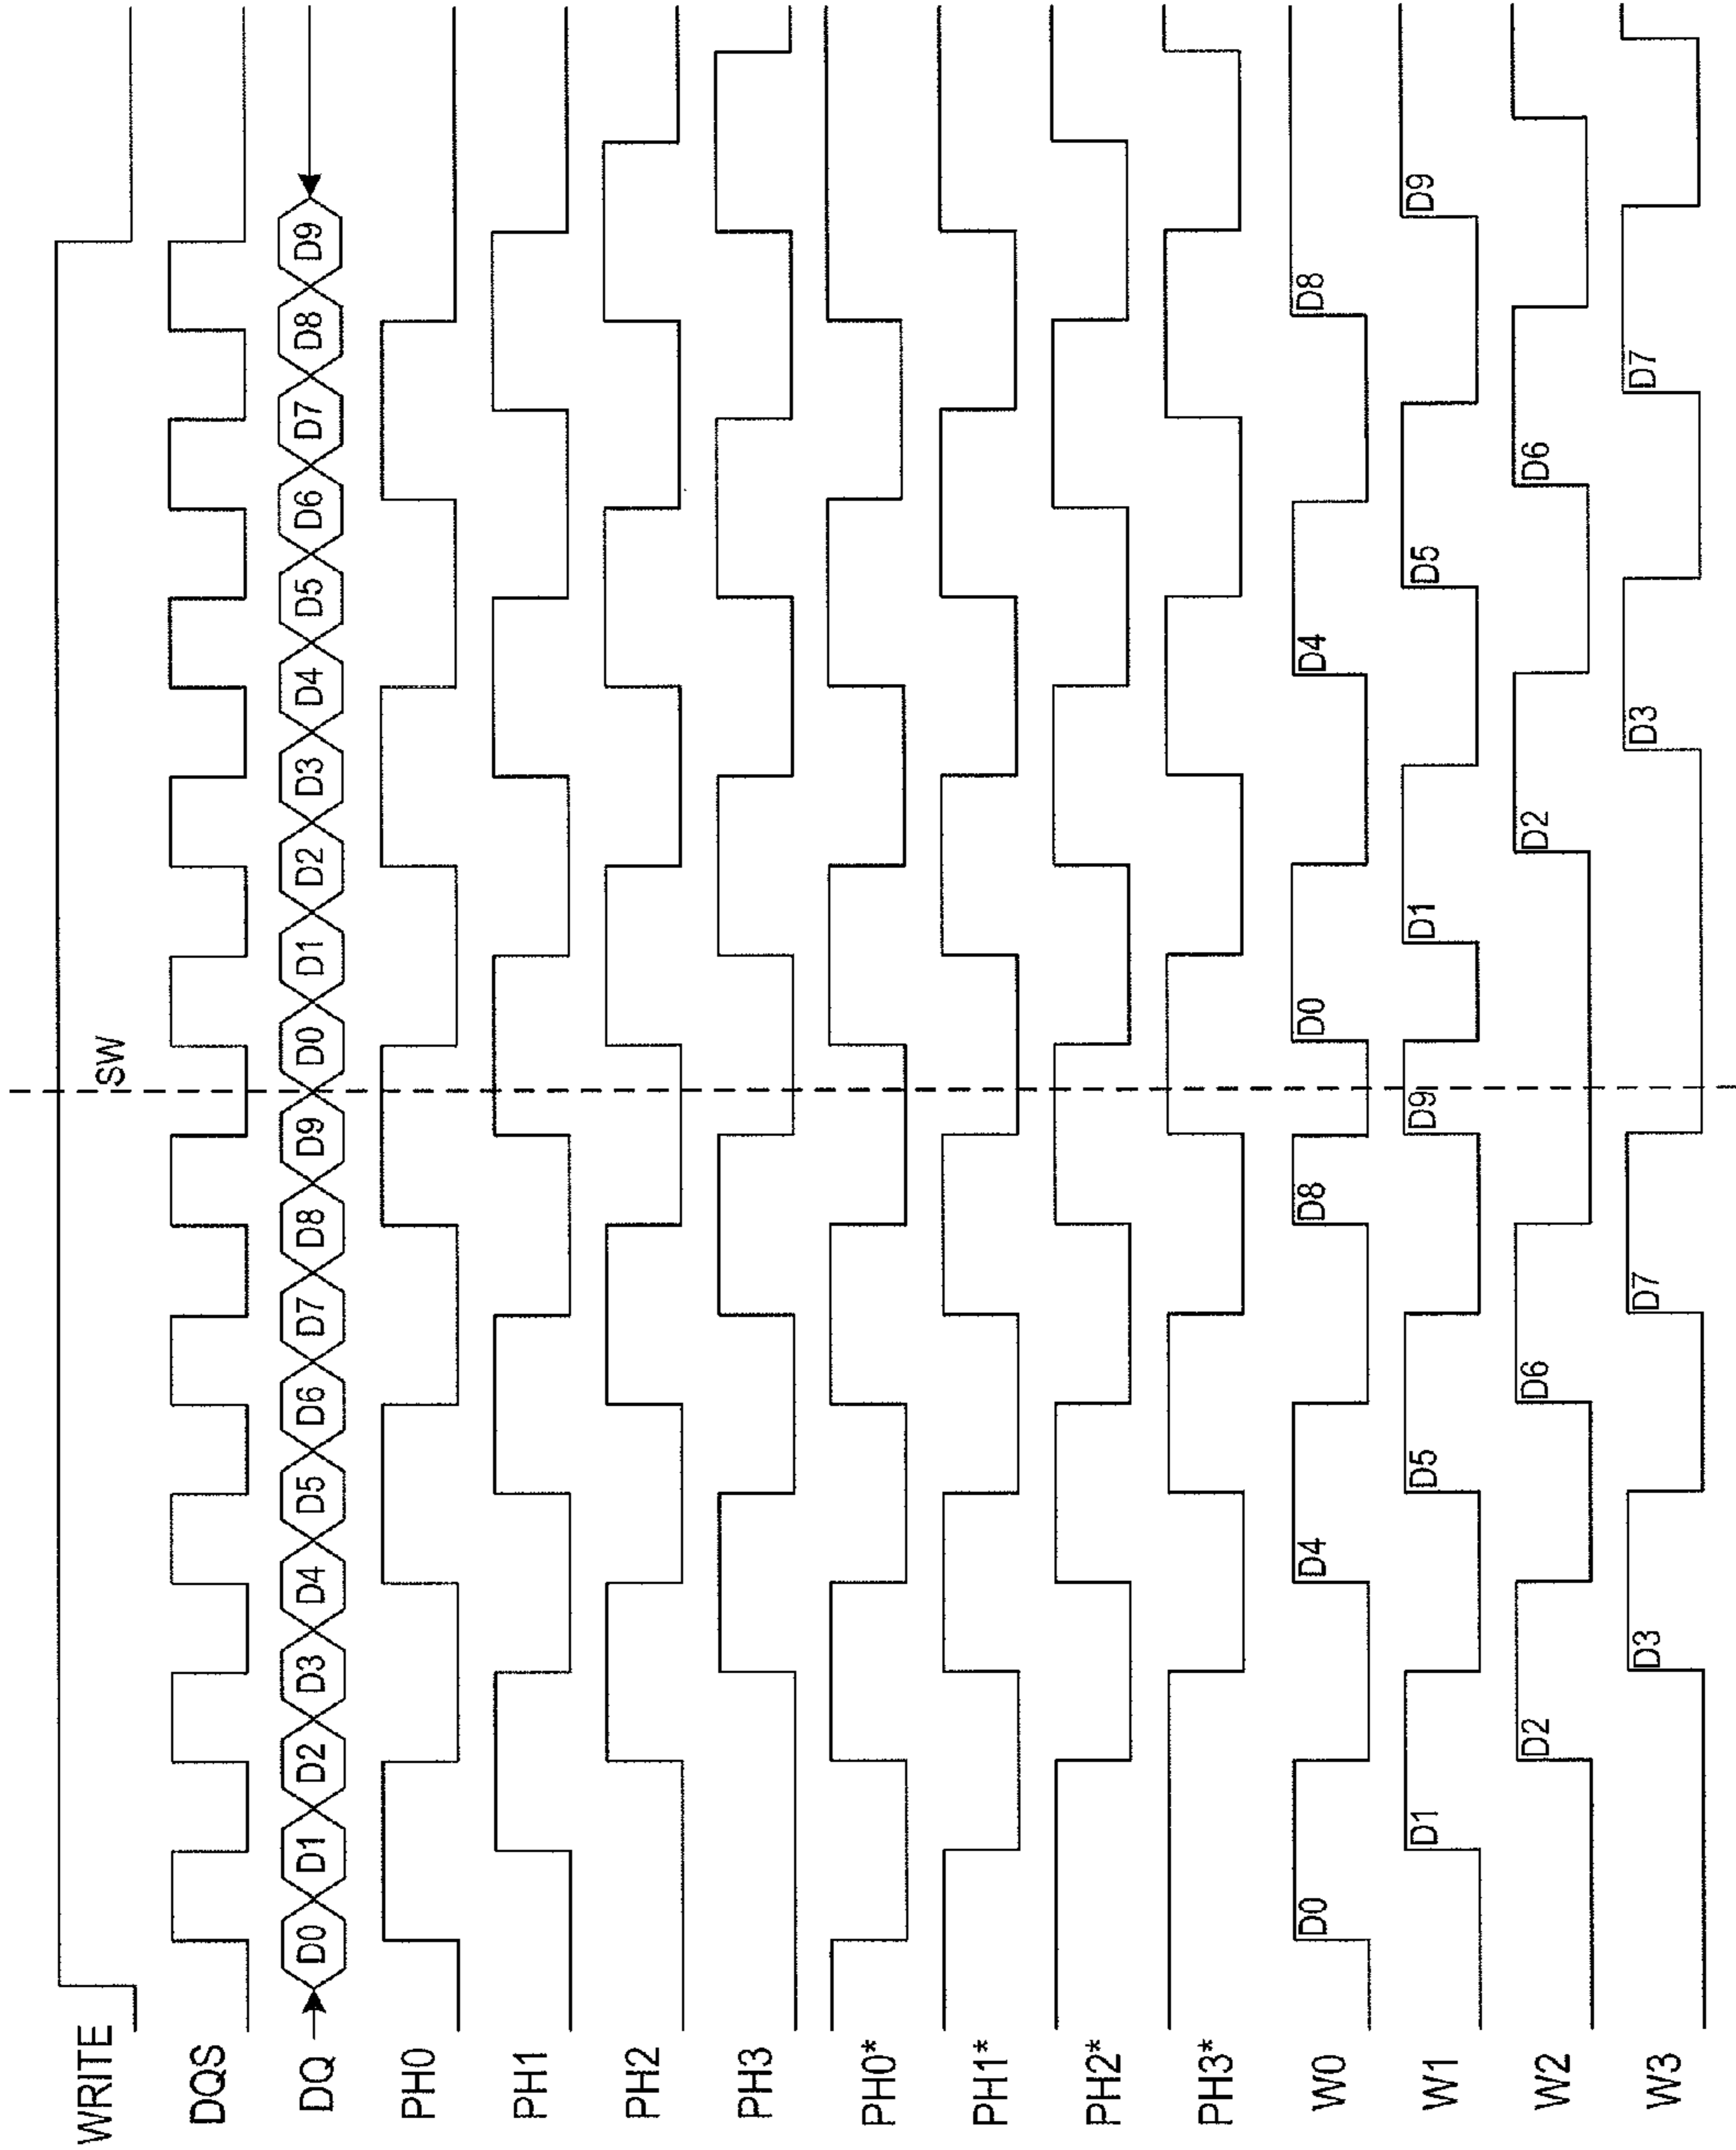 WRITE
SW
DQS
DQ D0 D1 D2 D3 D4 D5 D6 D7 D8 D9 D0 D1 D2 D3 D4 D5 D6 D7 D8 D9
PH0
PH1
PH2
PH3
PH0*
PH1*
PH2*
PH3*
W0 D0 D4 D8 D0 D4 D8
W1 D1 D5 D9 D1 D5 D9
W2 D2 D6 D2 D6
W3 D3 D7 D3 D7